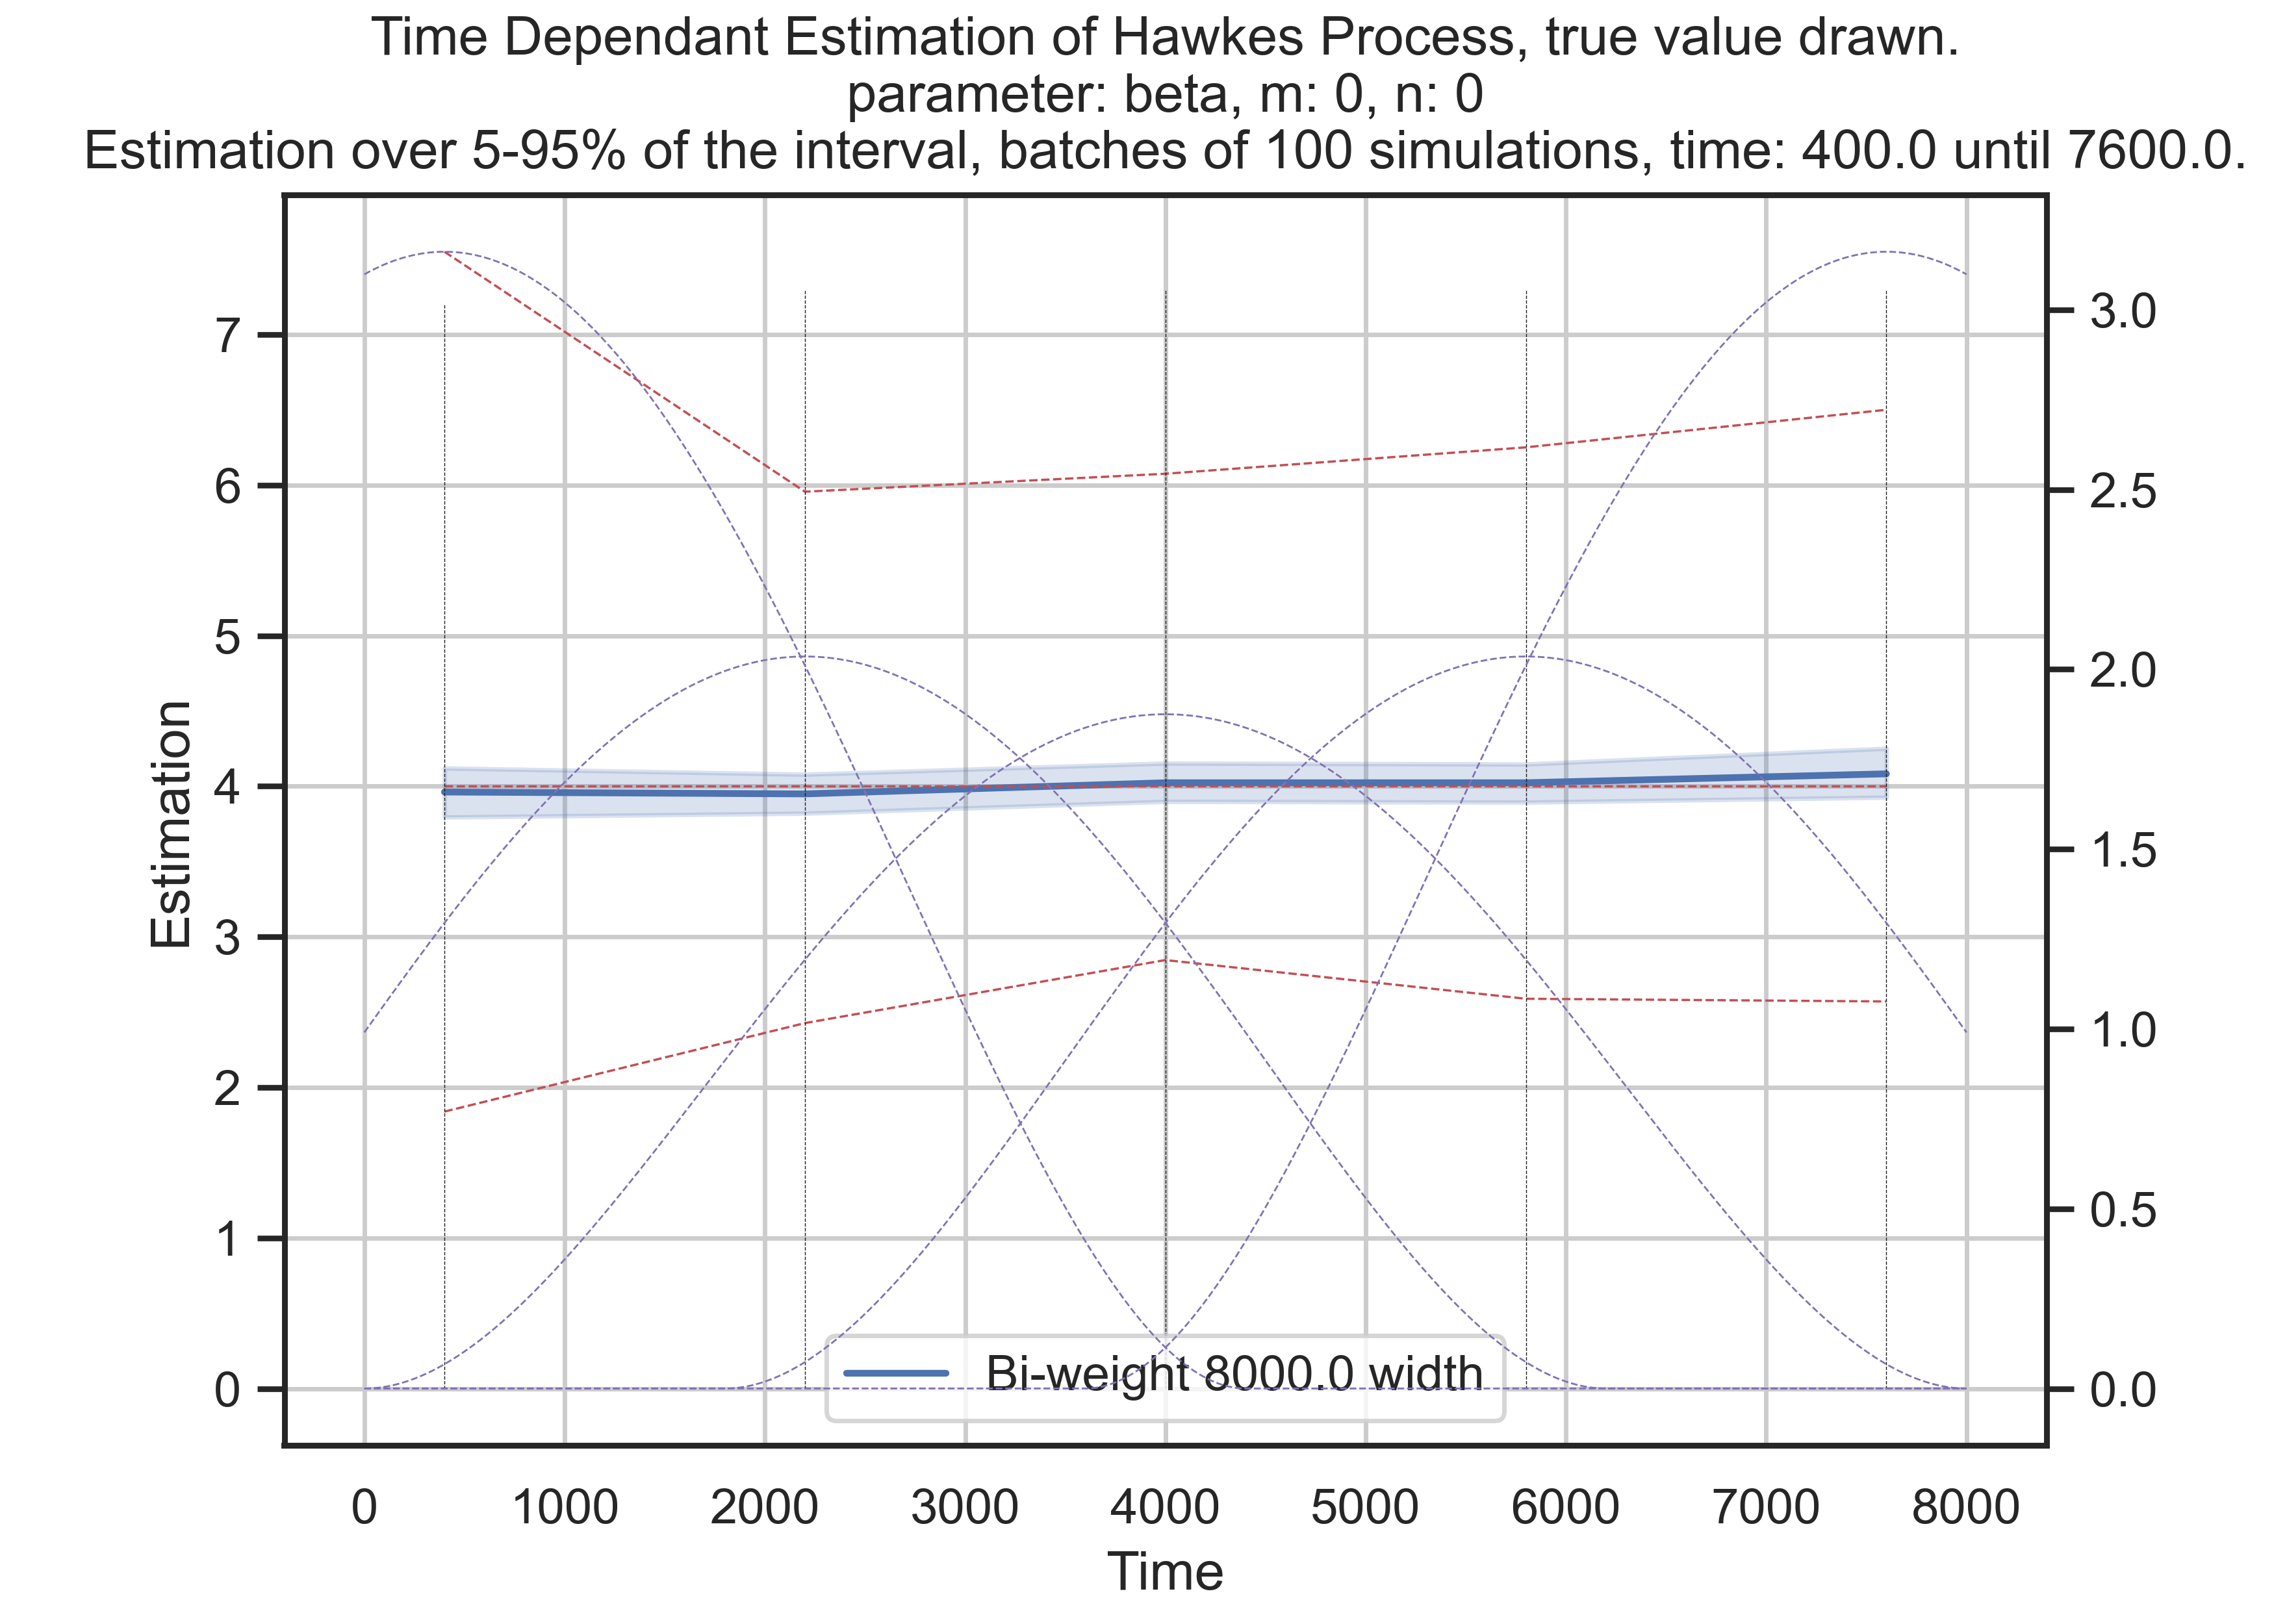 Time Dependant Estimation of Hawkes Process, true value drawn.
parameter: beta, m: 0, n: 0
Estimation over 5-95% of the interval, batches of 100 simulations, time: 400.0 until 7600.0.
7
6
5
4
3
2
1
0
Estimation
3.0
2.5
2.0
1.5
1.0
0.5
0.0
Bi-weight 8000.0 width
0 1000 2000 3000 4000 5000 6000 7000 8000
Time